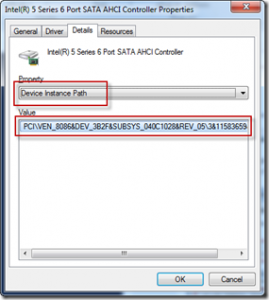 Intel(R) 5 Series 6 Port SATA AHCI Controller Properties
General Driver Details Resources
Intel(R) 5 Series 6 Port SATA AHCI Controller
Property
Device Instance Path
Value
PCI\VEN_8086&DEV_3B2F&SUBSYS_040C1028&REV_05\3&11583659
OK Cancel